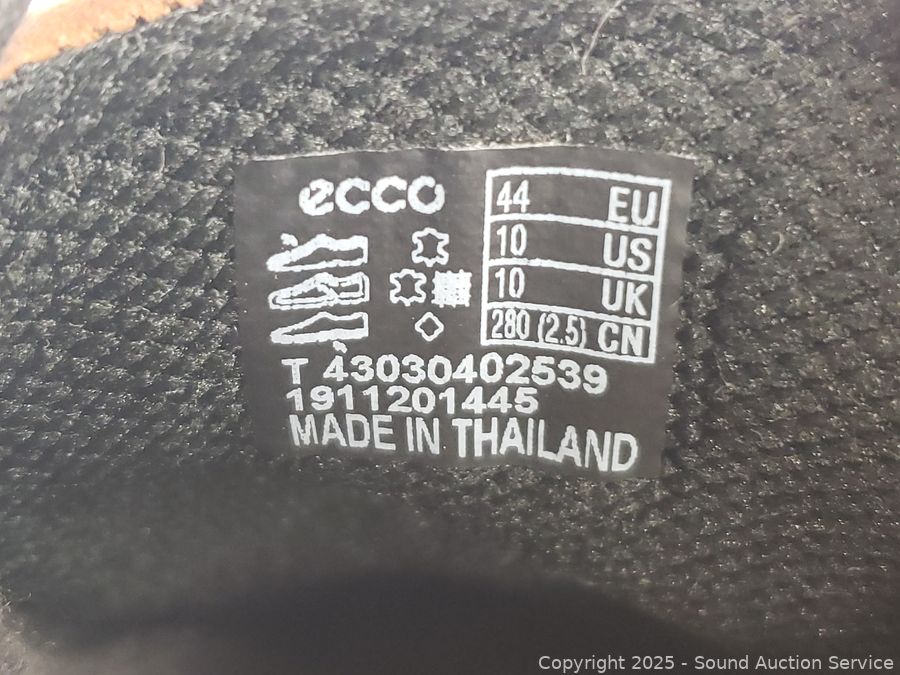 ecco
44 EU
10 US
10 UK
280 (2.5) CN
T 43030402539
1911201445
MADE IN THAILAND
Copyright 2025 - Sound Auction Service